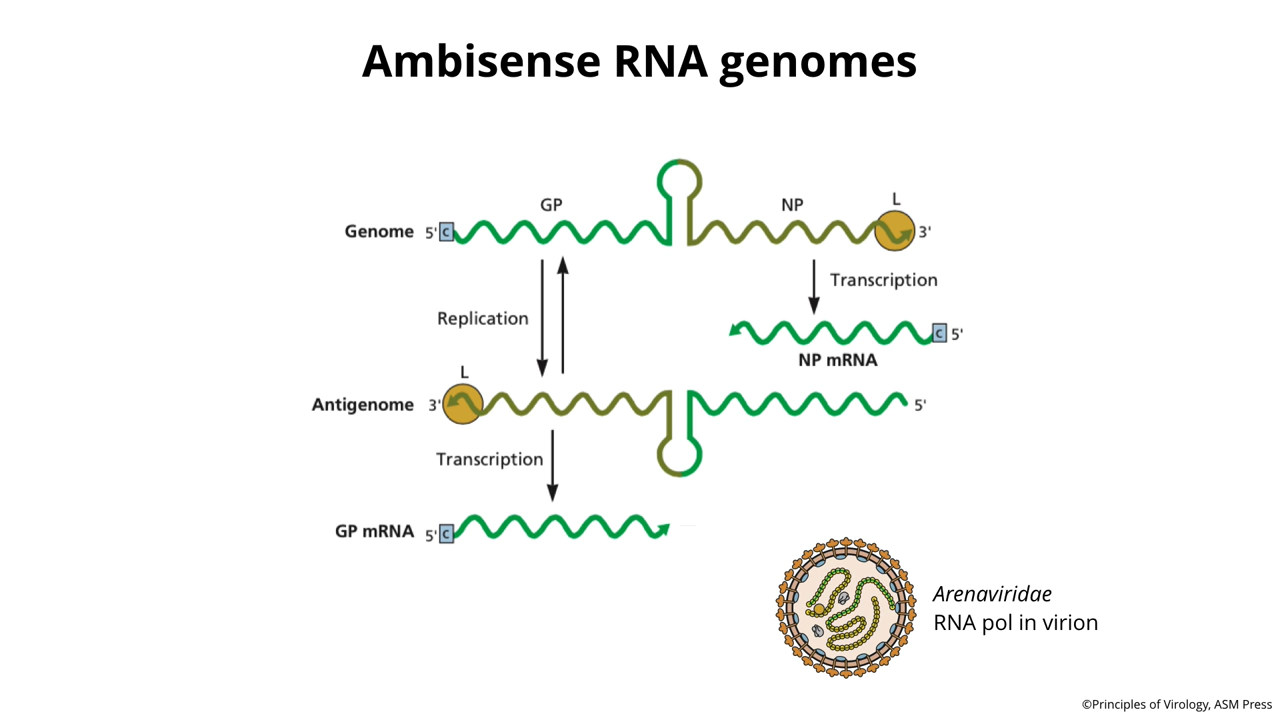 Ambisense RNA genomes
GP
NP
L
Genome 5' C
3'
Transcription
Replication
C 5'
NP mRNA
L
Antigenome 3'
5'
Transcription
GP mRNA 5' C
Arenaviridae
RNA pol in virion
©Principles of Virology, ASM Press